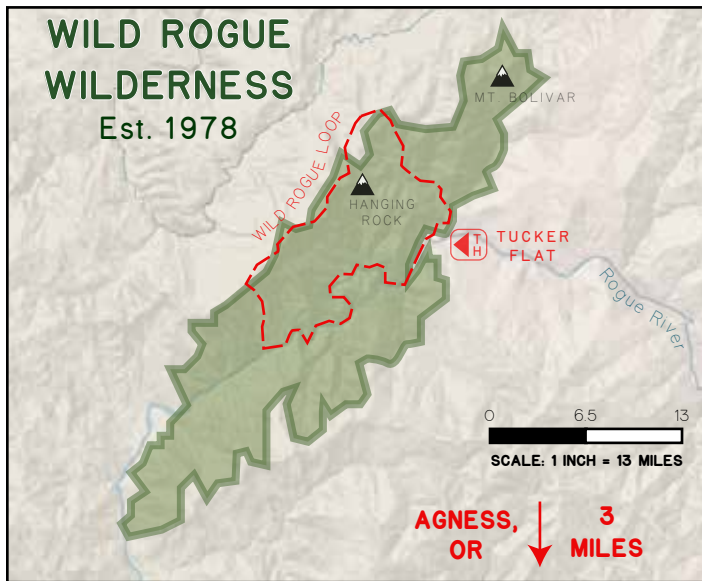 WILD ROGUE
WILDERNESS
Est. 1978
MT. BOLIVAR
WILD ROGUE LOOP
HANGING
ROCK
TH
TUCKER
FLAT
Rogue River
0 6.5 13
SCALE: 1 INCH = 13 MILES
AGNESS,
OR
3
MILES